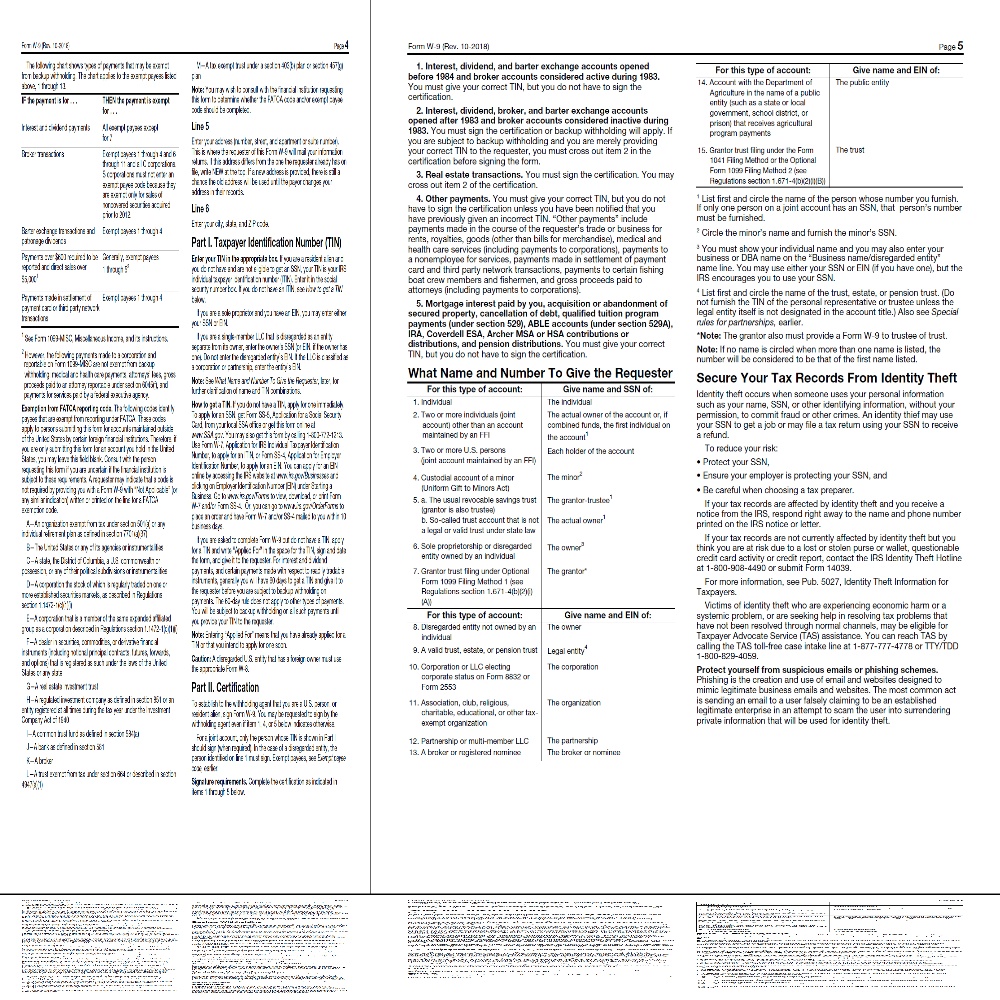 Form W-9 (Rev. 10-2018)
Page 4
The following chart shows types of payments that may be exempt
from backup withholding. The chart applies to the exempt payees listed
above, 1 through 13.
IF the payment is for . . .
THEN the payment is exempt
for . . .
Interest and dividend payments
All exempt payees except
for 7
Broker transactions
Exempt payees 1 through 4 and 6
through 11 and all C corporations.
S corporations must not enter an
exempt payee code because they
are exempt only for sales of
noncovered securities acquired
prior to 2012.
Barter exchange transactions and
patronage dividends
Exempt payees 1 through 4
Payments over $600 required to be
reported and direct sales over
$5,000¹
Generally, exempt payees
1 through 5²
Payments made in settlement of
payment card or third party network
transactions
Exempt payees 1 through 4
¹ See Form 1099-MISC, Miscellaneous Income, and its instructions.
² However, the following payments made to a corporation and
reportable on Form 1099-MISC are not exempt from backup
withholding: medical and health care payments, attorneys' fees, gross
proceeds paid to an attorney reportable under section 6045(f), and
payments for services paid by a federal executive agency.
Exemption from FATCA reporting code. The following codes identify
payees that are exempt from reporting under FATCA. These codes
apply to persons submitting this form for accounts maintained outside
of the United States by certain foreign financial institutions. Therefore, if
you are only submitting this form for an account you hold in the United
States, you may leave this field blank. Consult with the person
requesting this form if you are uncertain if the financial institution is
subject to these requirements. A requester may indicate that a code is
not required by providing you with a Form W-9 with "Not Applicable" (or
any similar indication) written or printed on the line for a FATCA
exemption code.
A—An organization exempt from tax under section 501(a) or any
individual retirement plan as defined in section 7701(a)(37)
B—The United States or any of its agencies or instrumentalities
C—A state, the District of Columbia, a U.S. commonwealth or
possession, or any of their political subdivisions or instrumentalities
D—A corporation the stock of which is regularly traded on one or
more established securities markets, as described in Regulations
section 1.1472-1(c)(1)(i)
E—A corporation that is a member of the same expanded affiliated
group as a corporation described in Regulations section 1.1472-1(c)(1)(i)
F—A dealer in securities, commodities, or derivative financial
instruments (including notional principal contracts, futures, forwards,
and options) that is registered as such under the laws of the United
States or any state
G—A real estate investment trust
H—A regulated investment company as defined in section 851 or an
entity registered at all times during the tax year under the Investment
Company Act of 1940
I—A common trust fund as defined in section 584(a)
J—A bank as defined in section 581
K—A broker
L—A trust exempt from tax under section 664 or described in section
4947(a)(1)
M—A tax exempt trust under a section 403(b) plan or section 457(g)
plan
Note: You may wish to consult with the financial institution requesting
this form to determine whether the FATCA code and/or exempt payee
code should be completed.
Line 5
Enter your address (number, street, and apartment or suite number).
This is where the requester of this Form W-9 will mail your information
returns. If this address differs from the one the requester already has on
file, write NEW at the top. If a new address is provided, there is still a
chance the old address will be used until the payor changes your
address in their records.
Line 6
Enter your city, state, and ZIP code.
Part I. Taxpayer Identification Number (TIN)
Enter your TIN in the appropriate box. If you are a resident alien and
you do not have and are not eligible to get an SSN, your TIN is your IRS
individual taxpayer identification number (ITIN). Enter it in the social
security number box. If you do not have an ITIN, see How to get a TIN
below.
If you are a sole proprietor and you have an EIN, you may enter either
your SSN or EIN.
If you are a single-member LLC that is disregarded as an entity
separate from its owner, enter the owner's SSN (or EIN, if the owner has
one). Do not enter the disregarded entity's EIN. If the LLC is classified as
a corporation or partnership, enter the entity's EIN.
Note: See What Name and Number To Give the Requester, later, for
further clarification of name and TIN combinations.
How to get a TIN. If you do not have a TIN, apply for one immediately.
To apply for an SSN, get Form SS-5, Application for a Social Security
Card, from your local SSA office or get this form online at
www.SSA.gov. You may also get this form by calling 1-800-772-1213.
Use Form W-7, Application for IRS Individual Taxpayer Identification
Number, to apply for an ITIN, or Form SS-4, Application for Employer
Identification Number, to apply for an EIN. You can apply for an EIN
online by accessing the IRS website at www.irs.gov/Businesses and
clicking on Employer Identification Number (EIN) under Starting a
Business. Go to www.irs.gov/Forms to view, download, or print Form
W-7 and/or Form SS-4. Or, you can go to www.irs.gov/OrderForms to
place an order and have Form W-7 and/or SS-4 mailed to you within 10
business days.
If you are asked to complete Form W-9 but do not have a TIN, apply
for a TIN and write "Applied For" in the space for the TIN, sign and date
the form, and give it to the requester. For interest and dividend
payments, and certain payments made with respect to readily tradable
instruments, generally you will have 60 days to get a TIN and give it to
the requester before you are subject to backup withholding on
payments. The 60-day rule does not apply to other types of payments.
You will be subject to backup withholding on all such payments until
you provide your TIN to the requester.
Note: Entering "Applied For" means that you have already applied for a
TIN or that you intend to apply for one soon.
Caution: A disregarded U.S. entity that has a foreign owner must use
the appropriate Form W-8.
Part II. Certification
To establish to the withholding agent that you are a U.S. person, or
resident alien, sign Form W-9. You may be requested to sign by the
withholding agent even if item 1, 4, or 5 below indicates otherwise.
For a joint account, only the person whose TIN is shown in Part I
should sign (when required). In the case of a disregarded entity, the
person identified on line 1 must sign. Exempt payees, see Exempt payee
code, earlier.
Signature requirements. Complete the certification as indicated in
items 1 through 5 below.
Form W-9 (Rev. 10-2018)
Page 5
1. Interest, dividend, and barter exchange accounts opened
before 1984 and broker accounts considered active during 1983.
You must give your correct TIN, but you do not have to sign the
certification.
2. Interest, dividend, broker, and barter exchange accounts
opened after 1983 and broker accounts considered inactive during
1983. You must sign the certification or backup withholding will apply. If
you are subject to backup withholding and you are merely providing
your correct TIN to the requester, you must cross out item 2 in the
certification before signing the form.
3. Real estate transactions. You must sign the certification. You may
cross out item 2 of the certification.
4. Other payments. You must give your correct TIN, but you do not
have to sign the certification unless you have been notified that you
have previously given an incorrect TIN. "Other payments" include
payments made in the course of the requester's trade or business for
rents, royalties, goods (other than bills for merchandise), medical and
health care services (including payments to corporations), payments to
a nonemployee for services, payments made in settlement of payment
card and third party network transactions, payments to certain fishing
boat crew members and fishermen, and gross proceeds paid to
attorneys (including payments to corporations).
5. Mortgage interest paid by you, acquisition or abandonment of
secured property, cancellation of debt, qualified tuition program
payments (under section 529), ABLE accounts (under section 529A),
IRA, Coverdell ESA, Archer MSA or HSA contributions or
distributions, and pension distributions. You must give your correct
TIN, but you do not have to sign the certification.
What Name and Number To Give the Requester
For this type of account:
Give name and SSN of:
1. Individual
The individual
2. Two or more individuals (joint
account) other than an account
maintained by an FFI
The actual owner of the account or, if
combined funds, the first individual on
the account¹
3. Two or more U.S. persons
(joint account maintained by an FFI)
Each holder of the account
4. Custodial account of a minor
(Uniform Gift to Minors Act)
The minor²
5. a. The usual revocable savings trust
(grantor is also trustee)
The grantor-trustee¹
b. So-called trust account that is not
a legal or valid trust under state law
The actual owner¹
6. Sole proprietorship or disregarded
entity owned by an individual
The owner³
7. Grantor trust filing under Optional
Form 1099 Filing Method 1 (see
Regulations section 1.671-4(b)(2)(i)
(A))
The grantor*
For this type of account:
Give name and EIN of:
8. Disregarded entity not owned by an
individual
The owner
9. A valid trust, estate, or pension trust
Legal entity⁴
10. Corporation or LLC electing
corporate status on Form 8832 or
Form 2553
The corporation
11. Association, club, religious,
charitable, educational, or other tax-
exempt organization
The organization
12. Partnership or multi-member LLC
The partnership
13. A broker or registered nominee
The broker or nominee
For this type of account:
Give name and EIN of:
14. Account with the Department of
Agriculture in the name of a public
entity (such as a state or local
government, school district, or
prison) that receives agricultural
program payments
The public entity
15. Grantor trust filing under the Form
1041 Filing Method or the Optional
Form 1099 Filing Method 2 (see
Regulations section 1.671-4(b)(2)(i)(B))
The trust
¹ List first and circle the name of the person whose number you furnish.
If only one person on a joint account has an SSN, that person's number
must be furnished.
² Circle the minor's name and furnish the minor's SSN.
³ You must show your individual name and you may also enter your
business or DBA name on the "Business name/disregarded entity"
name line. You may use either your SSN or EIN (if you have one), but the
IRS encourages you to use your SSN.
⁴ List first and circle the name of the trust, estate, or pension trust. (Do
not furnish the TIN of the personal representative or trustee unless the
legal entity itself is not designated in the account title.) Also see Special
rules for partnerships, earlier.
*Note: The grantor also must provide a Form W-9 to trustee of trust.
Note: If no name is circled when more than one name is listed, the
number will be considered to be that of the first name listed.
Secure Your Tax Records From Identity Theft
Identity theft occurs when someone uses your personal information
such as your name, SSN, or other identifying information, without your
permission, to commit fraud or other crimes. An identity thief may use
your SSN to get a job or may file a tax return using your SSN to receive
a refund.
To reduce your risk:
• Protect your SSN,
• Ensure your employer is protecting your SSN, and
• Be careful when choosing a tax preparer.
If your tax records are affected by identity theft and you receive a
notice from the IRS, respond right away to the name and phone number
printed on the IRS notice or letter.
If your tax records are not currently affected by identity theft but you
think you are at risk due to a lost or stolen purse or wallet, questionable
credit card activity or credit report, contact the IRS Identity Theft Hotline
at 1-800-908-4490 or submit Form 14039.
For more information, see Pub. 5027, Identity Theft Information for
Taxpayers.
Victims of identity theft who are experiencing economic harm or a
systemic problem, or are seeking help in resolving tax problems that
have not been resolved through normal channels, may be eligible for
Taxpayer Advocate Service (TAS) assistance. You can reach TAS by
calling the TAS toll-free case intake line at 1-877-777-4778 or TTY/TDD
1-800-829-4059.
Protect yourself from suspicious emails or phishing schemes.
Phishing is the creation and use of email and websites designed to
mimic legitimate business emails and websites. The most common act
is sending an email to a user falsely claiming to be an established
legitimate enterprise in an attempt to scam the user into surrendering
private information that will be used for identity theft.